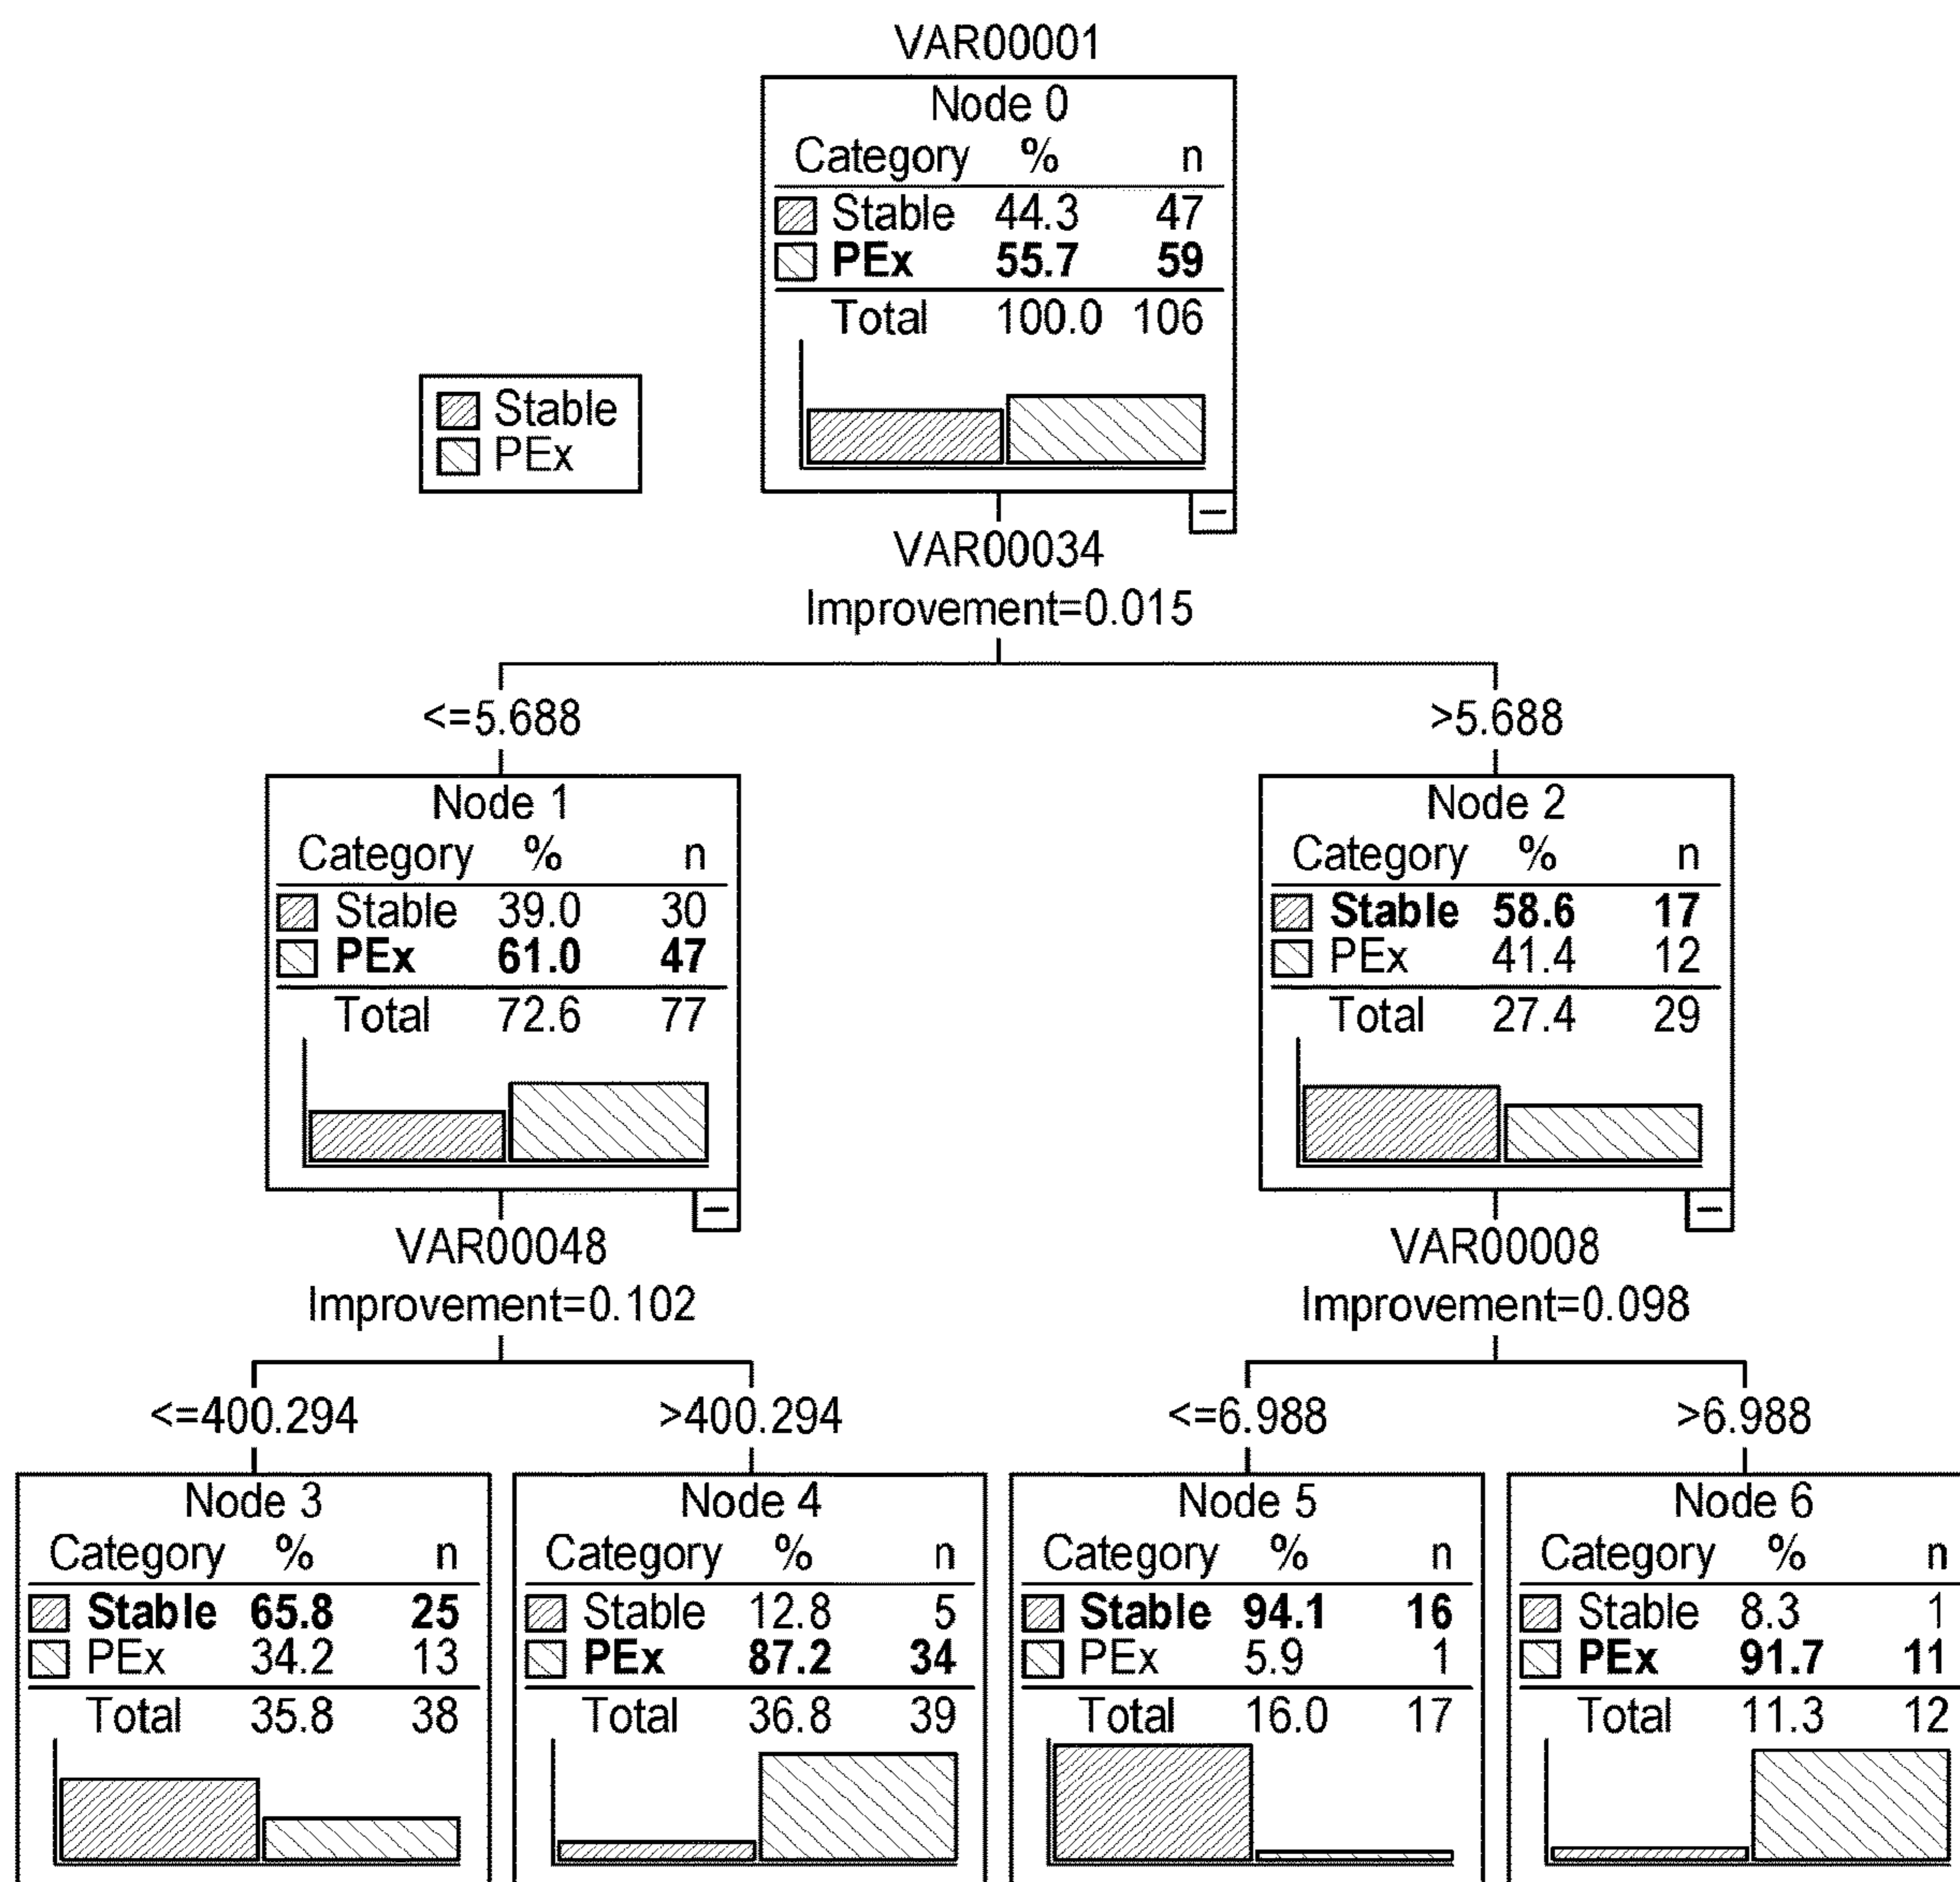 VAR00001
Node 0
Category % n
Stable 44.3 47
PEx 55.7 59
Total 100.0 106
Stable
PEx
VAR00034
Improvement=0.015
<=5.688
>5.688
Node 1
Category % n
Stable 39.0 30
PEx 61.0 47
Total 72.6 77
Node 2
Category % n
Stable 58.6 17
PEx 41.4 12
Total 27.4 29
VAR00048
Improvement=0.102
VAR00008
Improvement=0.098
<=400.294
>400.294
<=6.988
>6.988
Node 3
Category % n
Stable 65.8 25
PEx 34.2 13
Total 35.8 38
Node 4
Category % n
Stable 12.8 5
PEx 87.2 34
Total 36.8 39
Node 5
Category % n
Stable 94.1 16
PEx 5.9 1
Total 16.0 17
Node 6
Category % n
Stable 8.3 1
PEx 91.7 11
Total 11.3 12